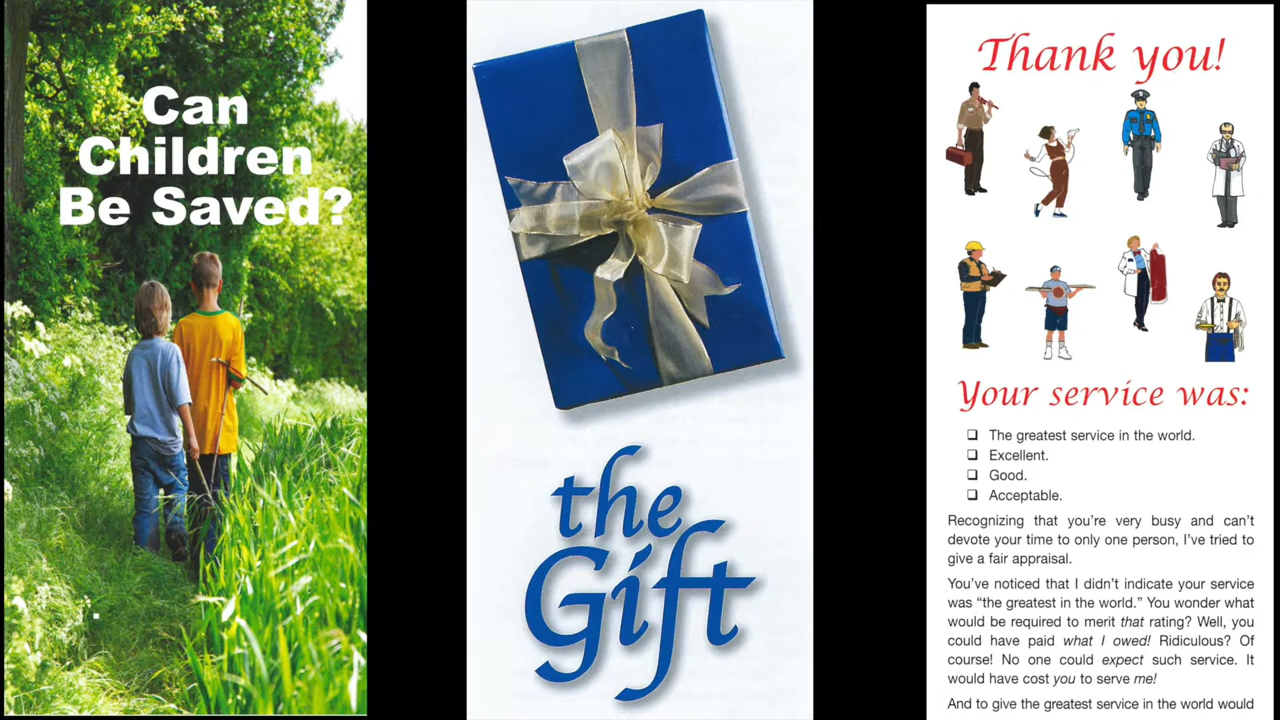 Can
Children
Be Saved?
the
Gift
Thank you!
Your service was:
❑ The greatest service in the world.
❑ Excellent.
❑ Good.
❑ Acceptable.
Recognizing that you're very busy and can't
devote your time to only one person, I've tried to
give a fair appraisal.
You've noticed that I didn't indicate your service
was “the greatest in the world.” You wonder what
would be required to merit that rating? Well, you
could have paid what I owed! Ridiculous? Of
course! No one could expect such service. It
would have cost you to serve me!
And to give the greatest service in the world would